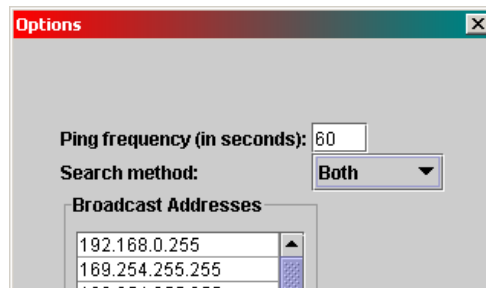 Options
Ping frequency (in seconds): 60
Search method: Both
Broadcast Addresses
192.168.0.255
169.254.255.255